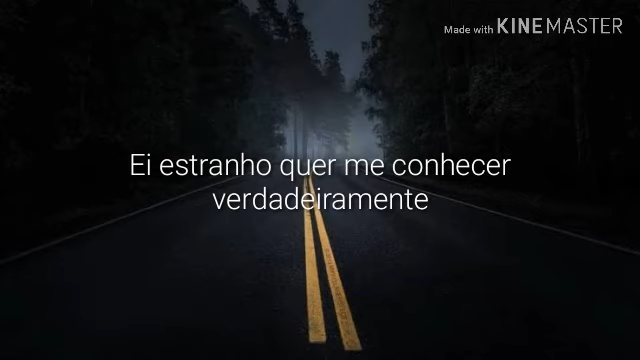 Made with KINEMASTER
Ei estranho quer me conhecer
verdadeiramente